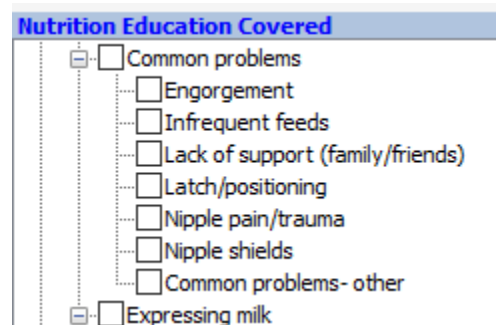 Nutrition Education Covered
Common problems
Engorgement
Infrequent feeds
Lack of support (family/friends)
Latch/positioning
Nipple pain/trauma
Nipple shields
Common problems- other
Expressing milk